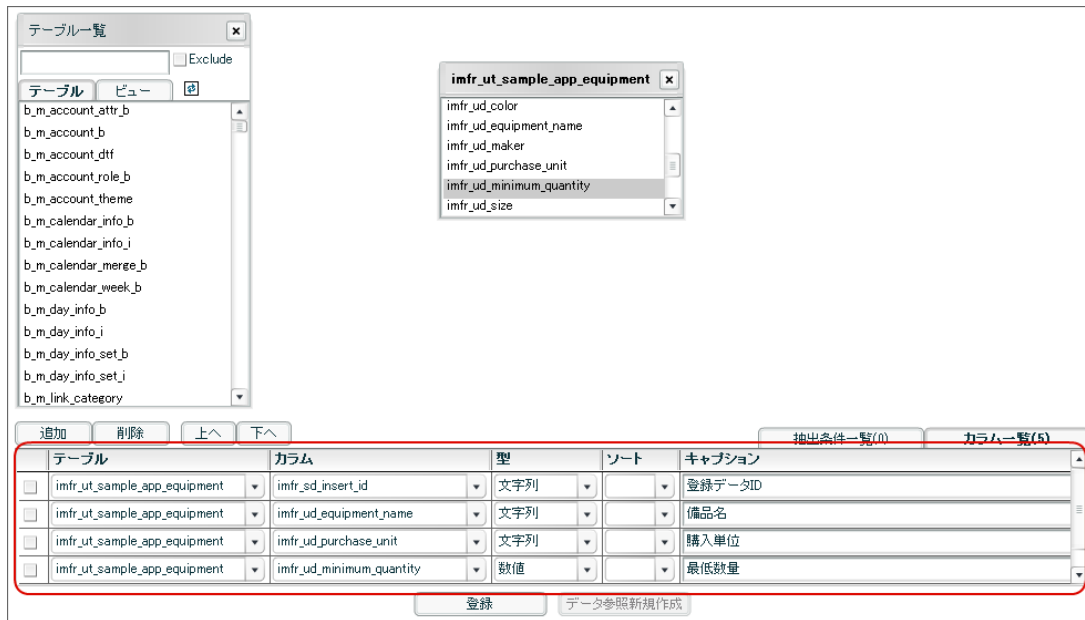 テーブル一覧
Exclude
テーブル ビュー
b_m_account_attr_b
b_m_account_b
b_m_account_dtf
b_m_account_role_b
b_m_account_theme
b_m_calendar_info_b
b_m_calendar_info_i
b_m_calendar_merge_b
b_m_calendar_week_b
b_m_day_info_b
b_m_day_info_i
b_m_day_info_set_b
b_m_day_info_set_i
b_m_link_category
imfr_ut_sample_app_equipment
imfr_ud_color
imfr_ud_equipment_name
imfr_ud_maker
imfr_ud_purchase_unit
imfr_ud_minimum_quantity
imfr_ud_size
追加 削除 上へ 下へ 抽出条件一覧(0) カラム一覧(5)
テーブル カラム 型 ソート キャプション
imfr_ut_sample_app_equipment imfr_sd_insert_id 文字列 登録データID
imfr_ut_sample_app_equipment imfr_ud_equipment_name 文字列 備品名
imfr_ut_sample_app_equipment imfr_ud_purchase_unit 文字列 購入単位
imfr_ut_sample_app_equipment imfr_ud_minimum_quantity 数値 最低数量
登録 データ参照新規作成